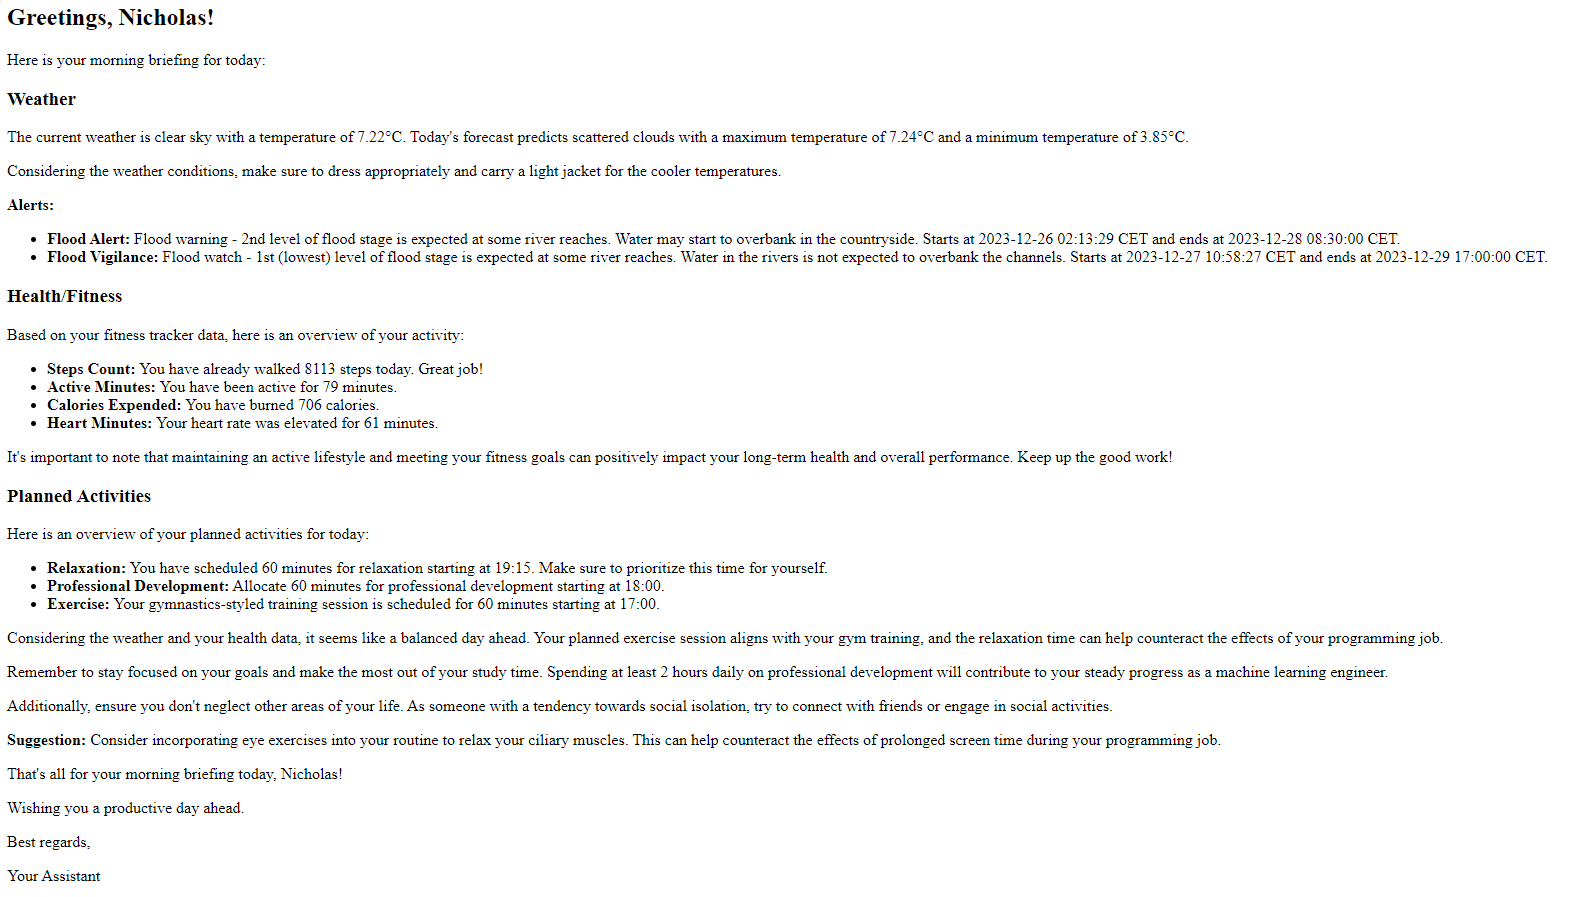 Greetings, Nicholas!
Here is your morning briefing for today:
Weather
The current weather is clear sky with a temperature of 7.22°C. Today's forecast predicts scattered clouds with a maximum temperature of 7.24°C and a minimum temperature of 3.85°C.
Considering the weather conditions, make sure to dress appropriately and carry a light jacket for the cooler temperatures.
Alerts:
• Flood Alert: Flood warning - 2nd level of flood stage is expected at some river reaches. Water may start to overbank in the countryside. Starts at 2023-12-26 02:13:29 CET and ends at 2023-12-28 08:30:00 CET.
• Flood Vigilance: Flood watch - 1st (lowest) level of flood stage is expected at some river reaches. Water in the rivers is not expected to overbank the channels. Starts at 2023-12-27 10:58:27 CET and ends at 2023-12-29 17:00:00 CET.
Health/Fitness
Based on your fitness tracker data, here is an overview of your activity:
• Steps Count: You have already walked 8113 steps today. Great job!
• Active Minutes: You have been active for 79 minutes.
• Calories Expended: You have burned 706 calories.
• Heart Minutes: Your heart rate was elevated for 61 minutes.
It's important to note that maintaining an active lifestyle and meeting your fitness goals can positively impact your long-term health and overall performance. Keep up the good work!
Planned Activities
Here is an overview of your planned activities for today:
• Relaxation: You have scheduled 60 minutes for relaxation starting at 19:15. Make sure to prioritize this time for yourself.
• Professional Development: Allocate 60 minutes for professional development starting at 18:00.
• Exercise: Your gymnastics-styled training session is scheduled for 60 minutes starting at 17:00.
Considering the weather and your health data, it seems like a balanced day ahead. Your planned exercise session aligns with your gym training, and the relaxation time can help counteract the effects of your programming job.
Remember to stay focused on your goals and make the most out of your study time. Spending at least 2 hours daily on professional development will contribute to your steady progress as a machine learning engineer.
Additionally, ensure you don't neglect other areas of your life. As someone with a tendency towards social isolation, try to connect with friends or engage in social activities.
Suggestion: Consider incorporating eye exercises into your routine to relax your ciliary muscles. This can help counteract the effects of prolonged screen time during your programming job.
That's all for your morning briefing today, Nicholas!
Wishing you a productive day ahead.
Best regards,
Your Assistant